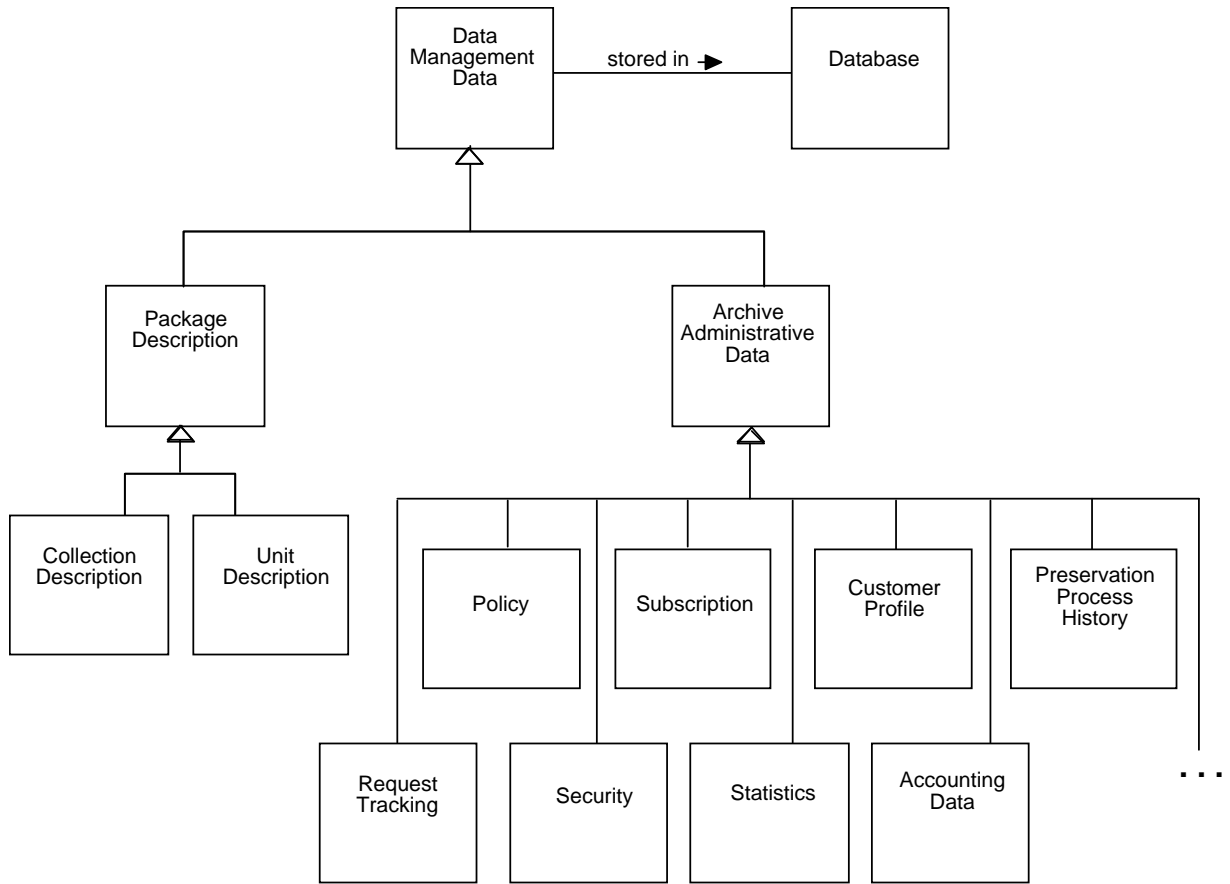 Data
Management
Data
stored in
Database
Package
Description
Archive
Administrative
Data
Collection
Description
Unit
Description
Policy
Subscription
Customer
Profile
Preservation
Process
History
Request
Tracking
Security
Statistics
Accounting
Data
. . .